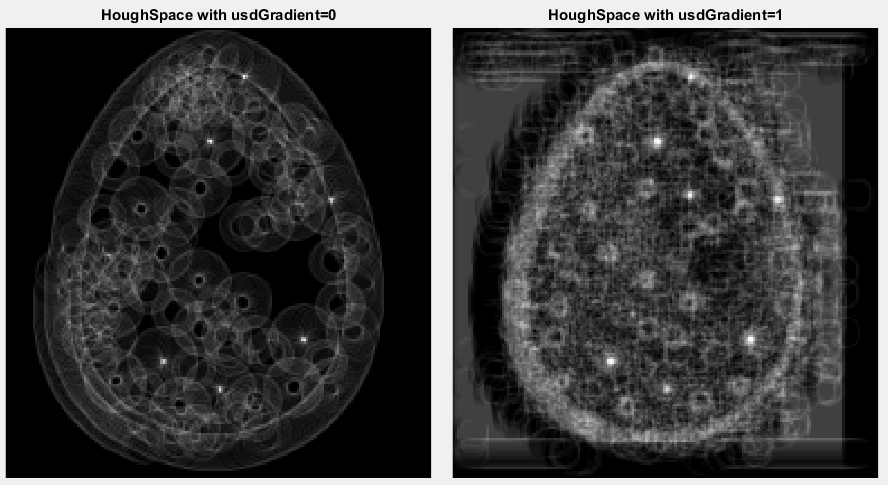 HoughSpace with usdGradient=0
HoughSpace with usdGradient=1